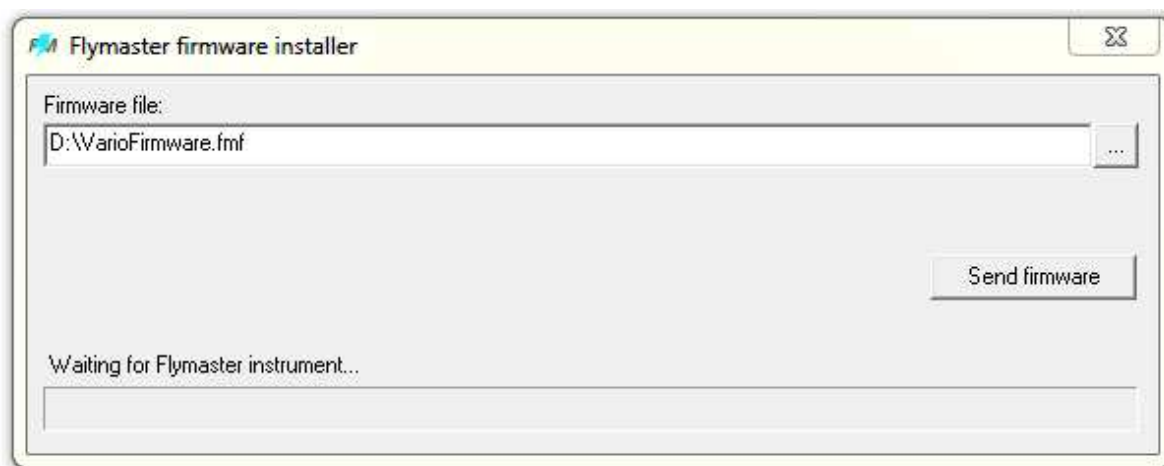 FM Flymaster firmware installer
Firmware file:
D:\VarioFirmware.fmf
...
Send firmware
Waiting for Flymaster instrument...